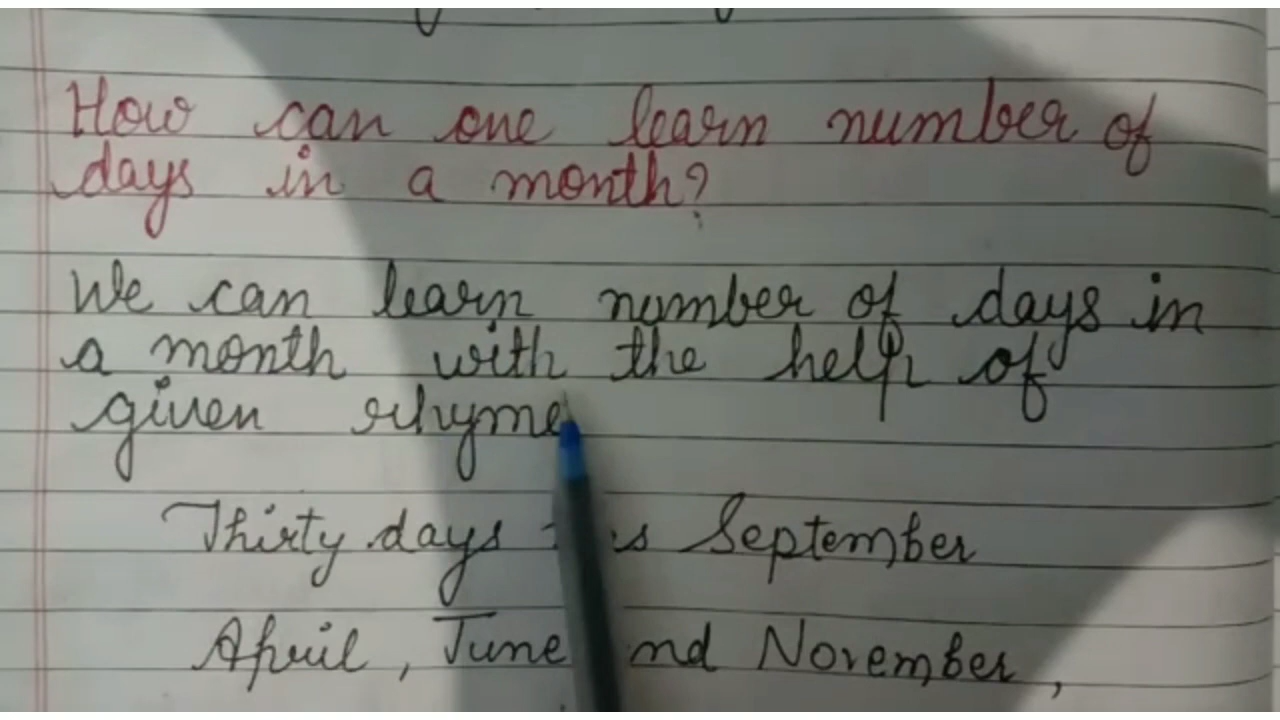 How can one learn number of
days in a month?
We can learn number of days in
a month with the help of
given rhyme
Thirty days September
April, June November,